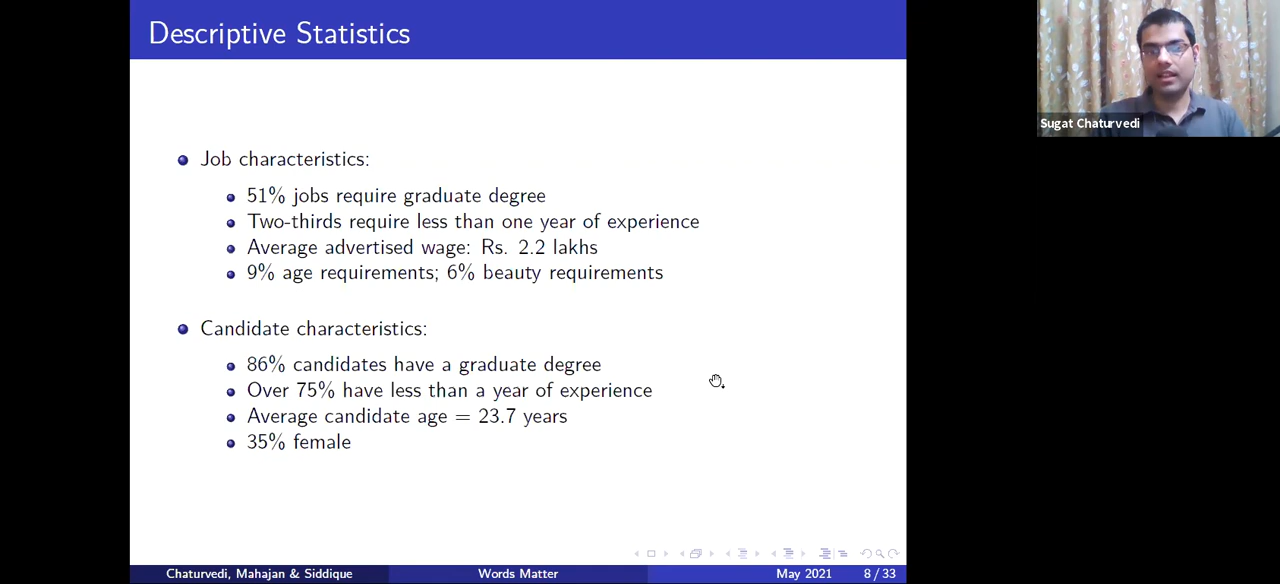 Descriptive Statistics
Sugat Chaturvedi
Job characteristics:
51% jobs require graduate degree
Two-thirds require less than one year of experience
Average advertised wage: Rs. 2.2 lakhs
9% age requirements; 6% beauty requirements
Candidate characteristics:
86% candidates have a graduate degree
Over 75% have less than a year of experience
Average candidate age = 23.7 years
35% female
Chaturvedi, Mahajan & Siddique Words Matter May 2021 8 / 33